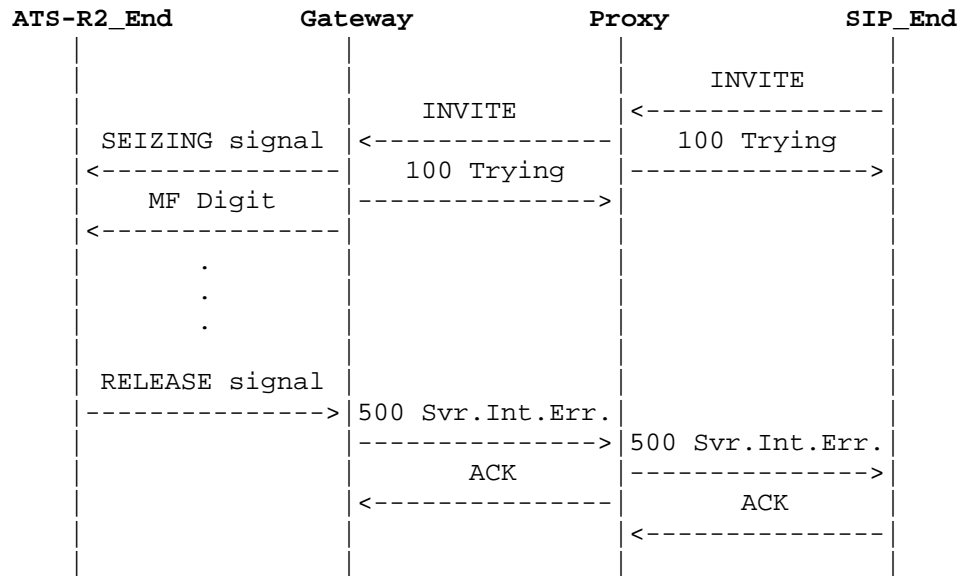 ATS-R2_End Gateway Proxy SIP_End
INVITE
INVITE
SEIZING signal 100 Trying
100 Trying
MF Digit
.
.
.
RELEASE signal
500 Svr.Int.Err.
500 Svr.Int.Err.
ACK
ACK